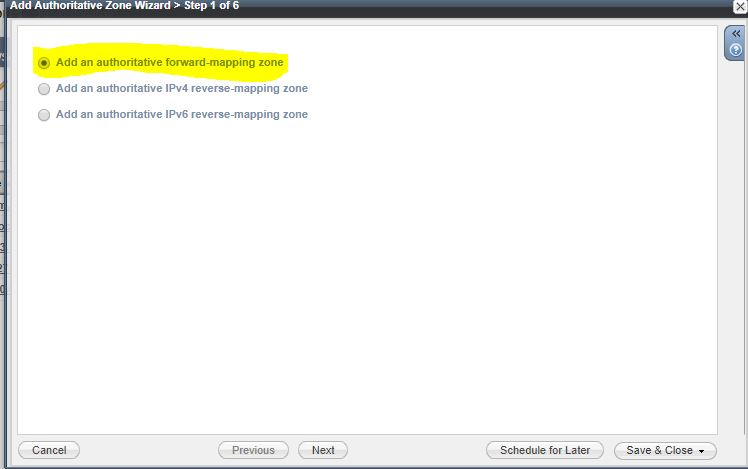 Add Authoritative Zone Wizard > Step 1 of 6
Add an authoritative forward-mapping zone
Add an authoritative IPv4 reverse-mapping zone
Add an authoritative IPv6 reverse-mapping zone
Cancel
Previous
Next
Schedule for Later
Save & Close